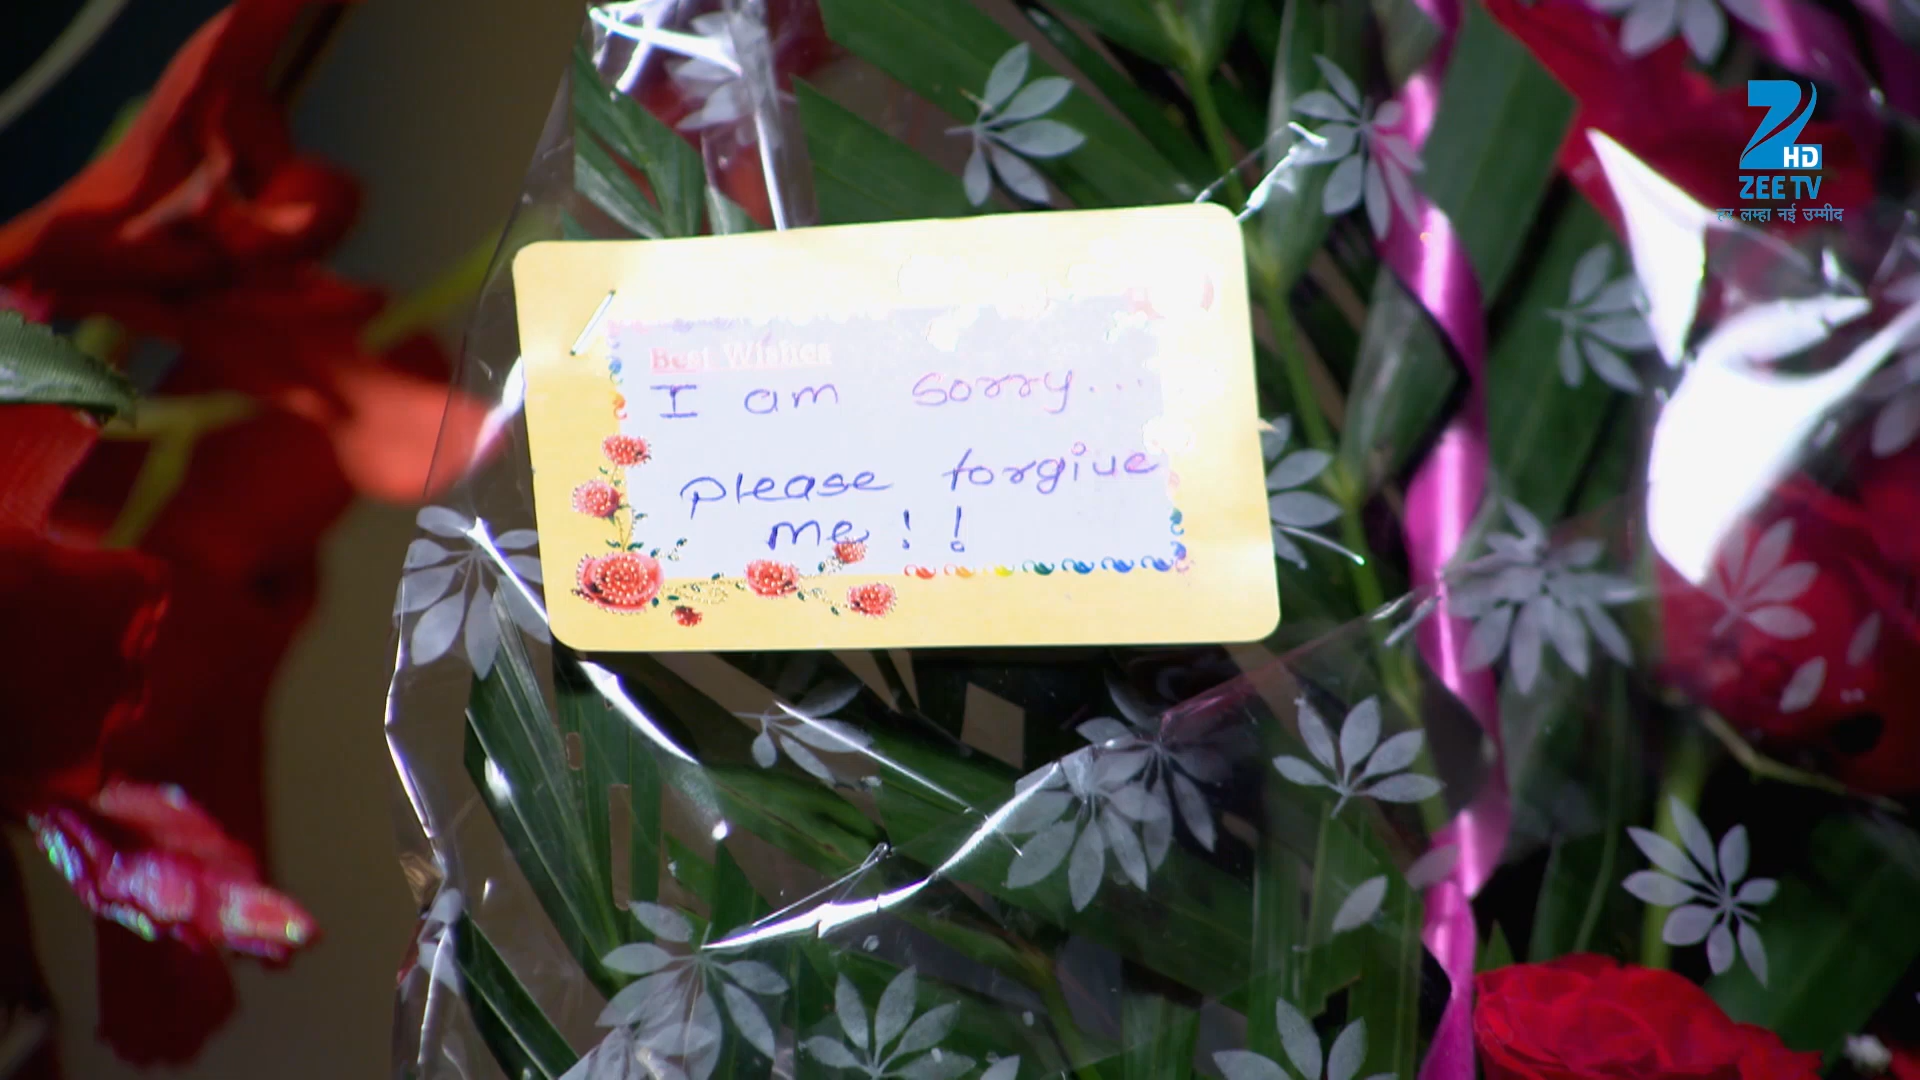 HD
ZEE TV
हर लम्हा नई उम्मीद
Best Wishes
I am sorry...
please forgive
me!!